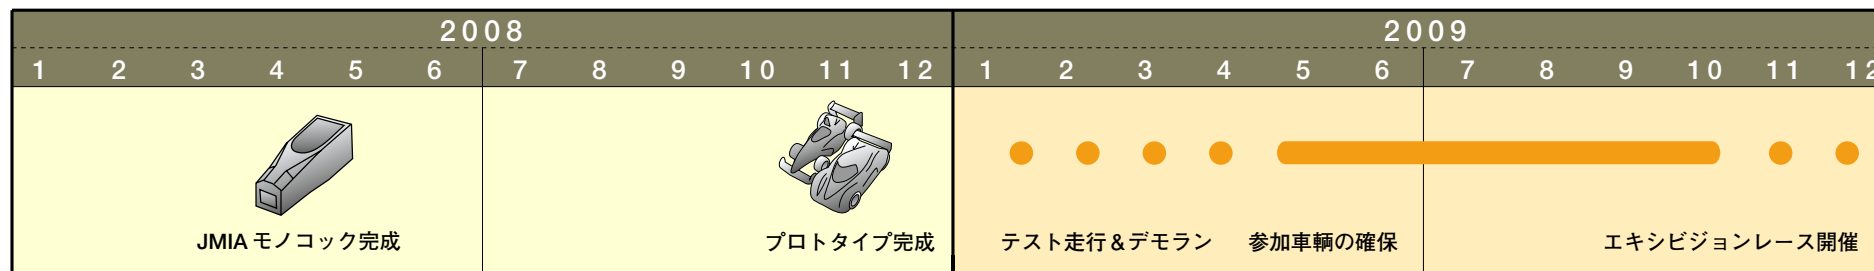 2008
2009
1 2 3 4 5 6 7 8 9 10 11 12 1 2 3 4 5 6 7 8 9 10 11 12
JMIA モノコック完成
プロトタイプ完成
テスト走行&デモラン
参加車輌の確保
エキシビジョンレース開催